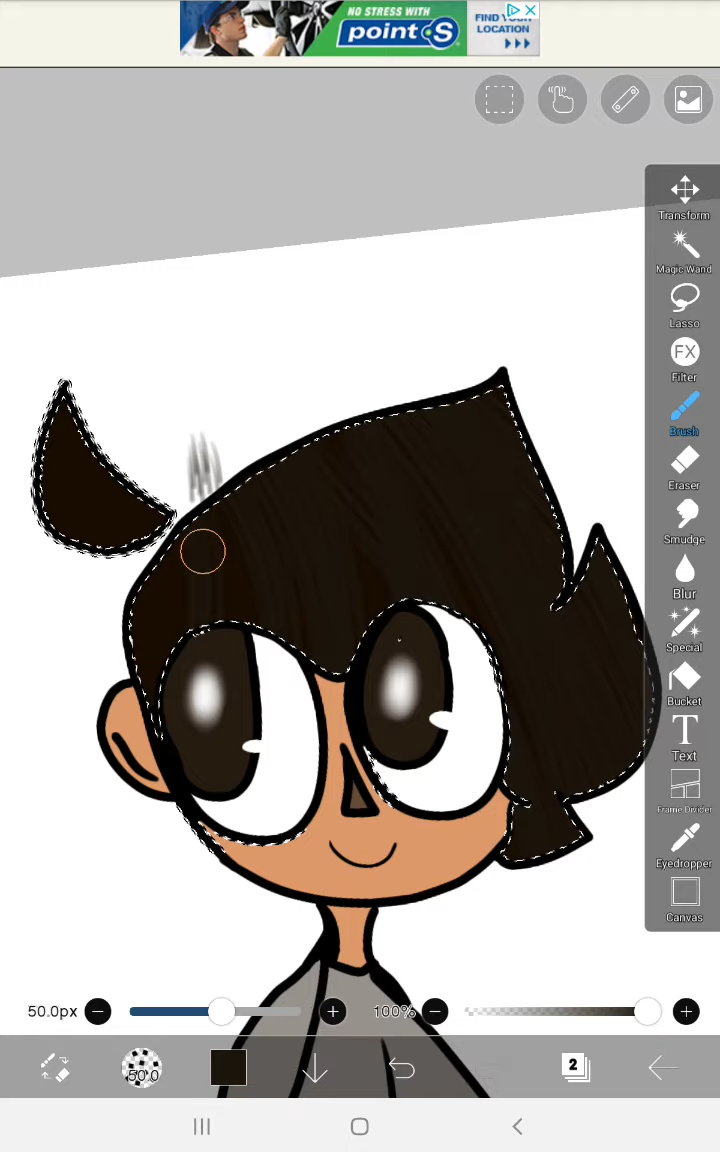 NO STRESS WITH
point S
FIND YOUR
LOCATION
Transform
Magic Wand
Lasso
FX
Filter
Brush
Eraser
Smudge
Blur
Special
Bucket
T
Text
Frame Divider
Eyedropper
Canvas
50.0px
100%
50.0
2